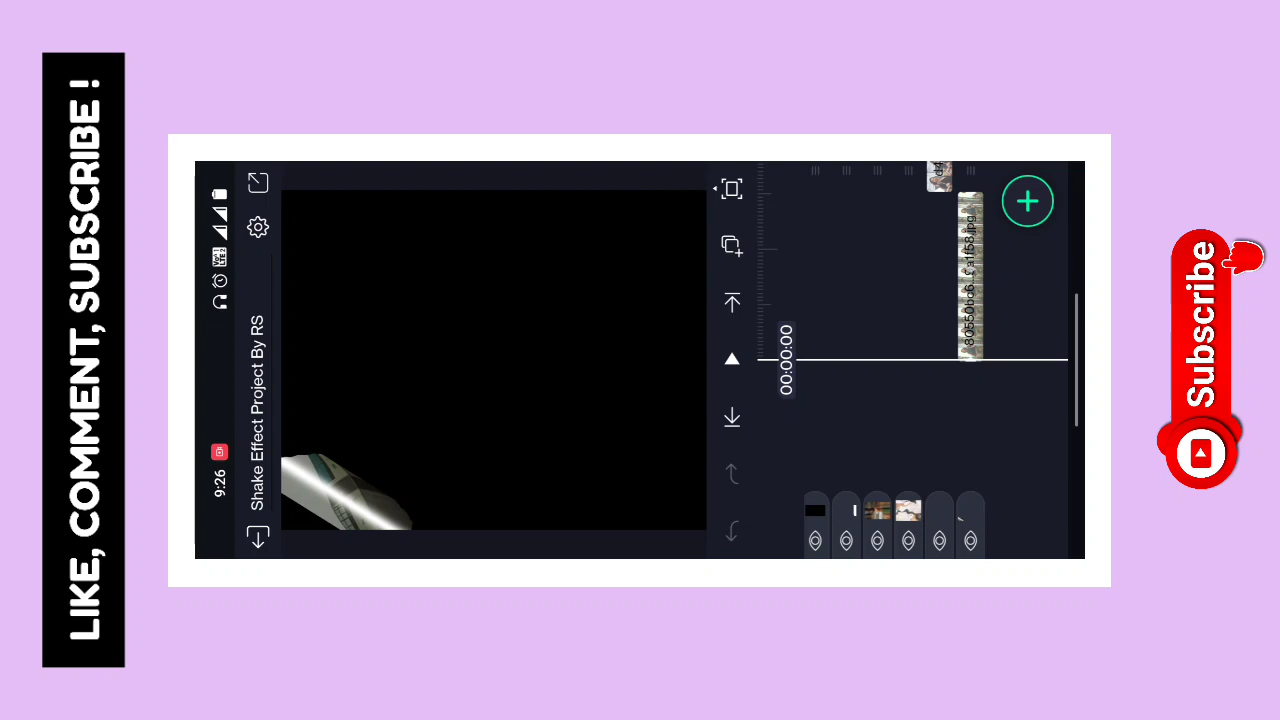 LIKE, COMMENT, SUBSCRIBE !
9:26
Shake Effect Project By RS
00:00:00
Subscribe